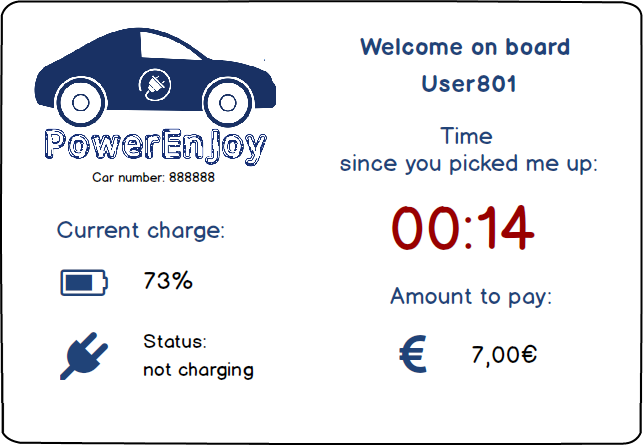 PowerEnJoy
Car number: 888888
Current charge:
73%
Status:
not charging
Welcome on board
User801
Time
since you picked me up:
00:14
Amount to pay:
€ 7,00€